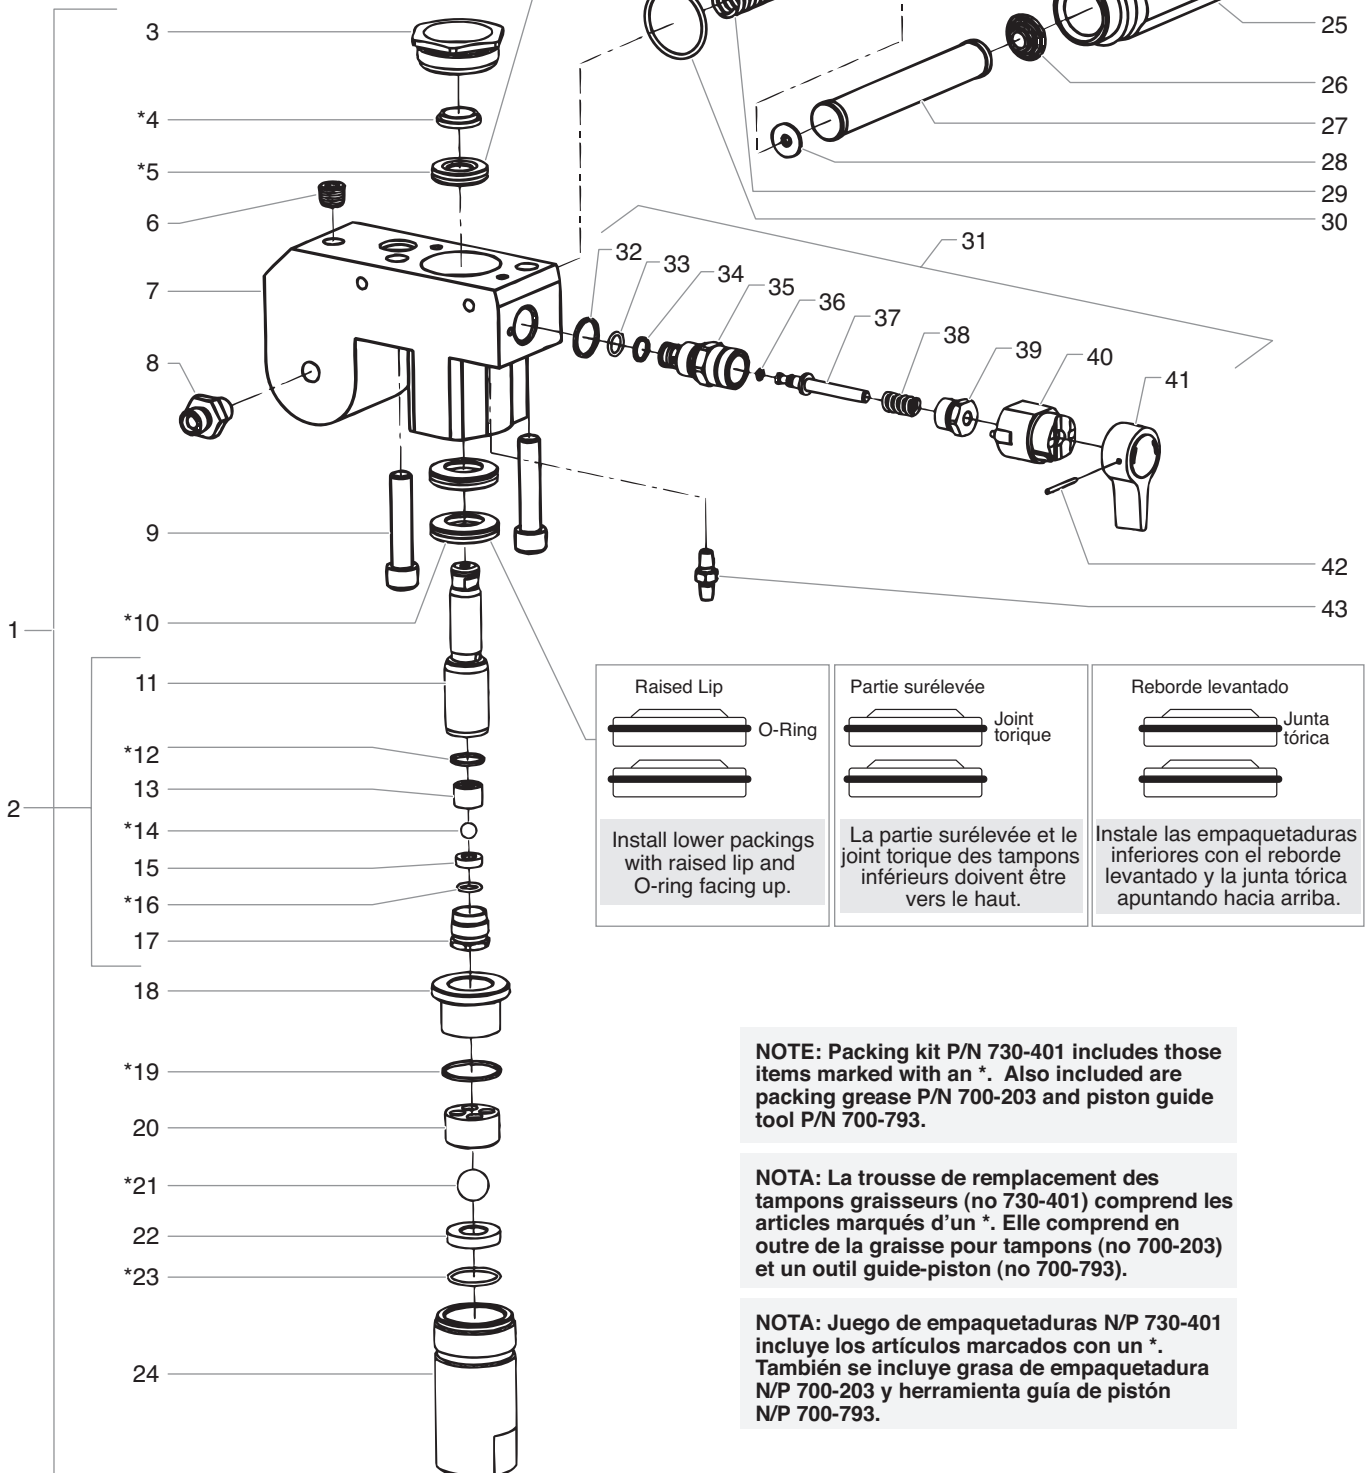 3
*4
*5
6
7
8
9
1
*10
11
*12
13
2
*14
15
*16
17
18
*19
20
*21
22
*23
24
25
26
27
28
29
30
31
32
33
34
35
36
37
38
39
40
41
42
43
Raised Lip
O-Ring
Install lower packings
with raised lip and
O-ring facing up.
Partie surélevée
Joint
torique
La partie surélevée et le
joint torique des tampons
inférieurs doivent être
vers le haut.
Reborde levantado
Junta
tórica
Instale las empaquetaduras
inferiores con el reborde
levantado y la junta tórica
apuntando hacia arriba.
NOTE: Packing kit P/N 730-401 includes those
items marked with an *.  Also included are
packing grease P/N 700-203 and piston guide
tool P/N 700-793.
NOTA: La trousse de remplacement des
tampons graisseurs (no 730-401) comprend les
articles marqués d’un *. Elle comprend en
outre de la graisse pour tampons (no 700-203)
et un outil guide-piston (no 700-793).
NOTA: Juego de empaquetaduras N/P 730-401
incluye los artículos marcados con un *.
También se incluye grasa de empaquetadura
N/P 700-203 y herramienta guía de pistón
N/P 700-793.